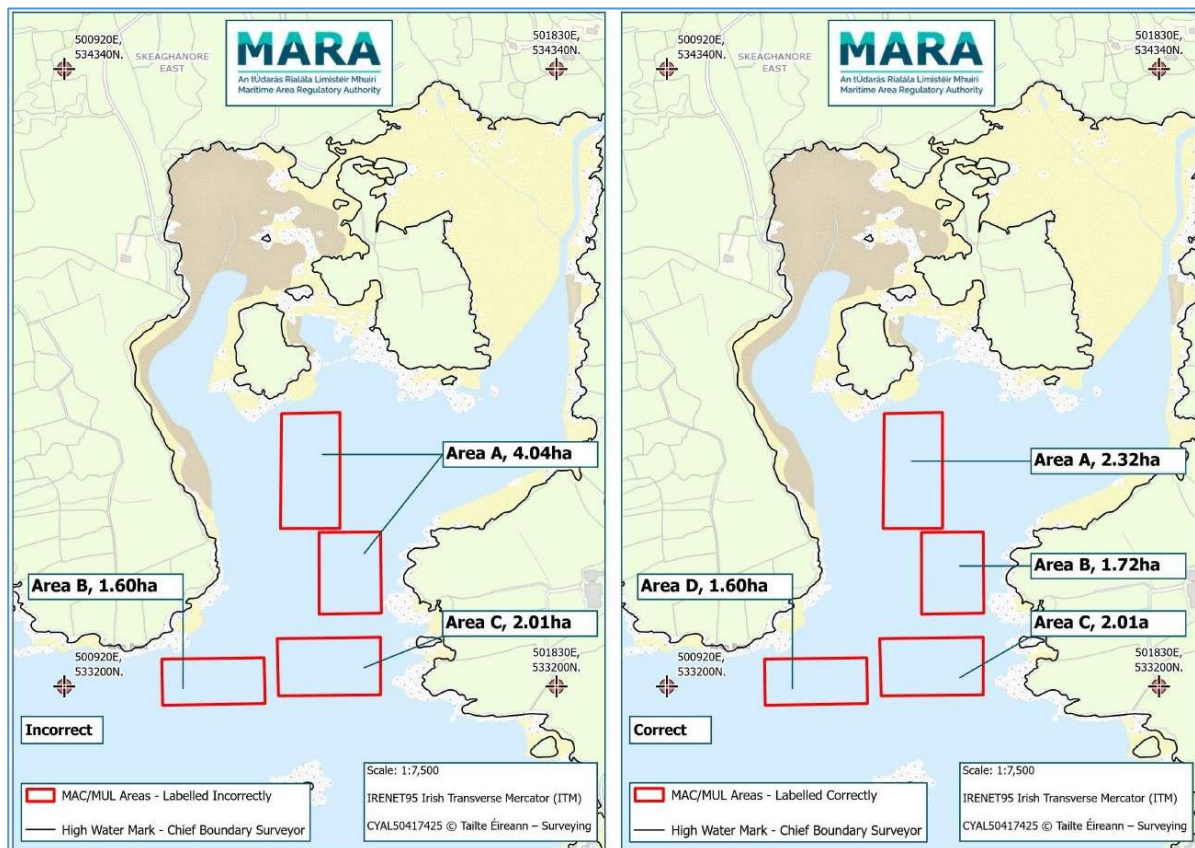 500920E,
534340N.
SKEAGHANORE
EAST
MARA
An tÚdarás Rialála Limistéir Mhuirí
Maritime Area Regulatory Authority
501830E,
534340N.
Area A, 4.04ha
Area B, 1.60ha
Area C, 2.01ha
500920E,
533200N.
501830E,
533200N.
Incorrect
MAC/MUL Areas - Labelled Incorrectly
High Water Mark - Chief Boundary Surveyor
Scale: 1:7,500
IRENET95 Irish Transverse Mercator (ITM)
CYAL50417425 © Tailte Éireann – Surveying
500920E,
534340N.
SKEAGHANORE
EAST
MARA
An tÚdarás Rialála Limistéir Mhuirí
Maritime Area Regulatory Authority
501830E,
534340N.
Area A, 2.32ha
Area B, 1.72ha
Area D, 1.60ha
Area C, 2.01a
500920E,
533200N.
501830E,
533200N.
Correct
MAC/MUL Areas - Labelled Correctly
High Water Mark - Chief Boundary Surveyor
Scale: 1:7,500
IRENET95 Irish Transverse Mercator (ITM)
CYAL50417425 © Tailte Éireann – Surveying